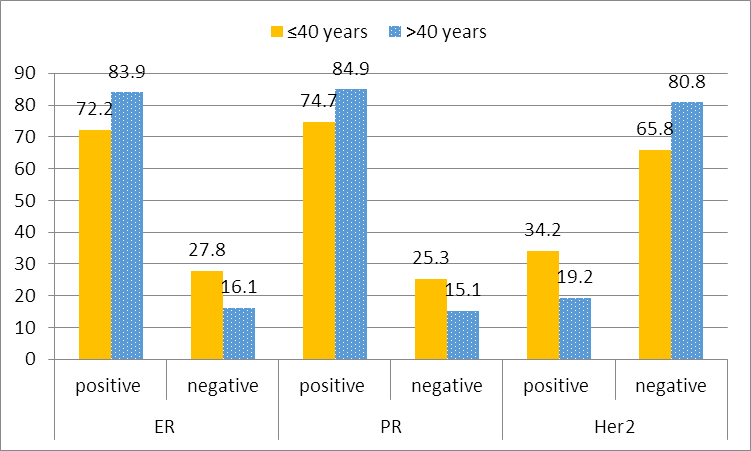 ≤40 years >40 years
90
80
70
60
50
40
30
20
10
0
72.2 83.9 27.8 16.1 74.7 84.9 25.3 15.1 34.2 19.2 65.8 80.8
positive negative positive negative positive negative
ER PR Her2